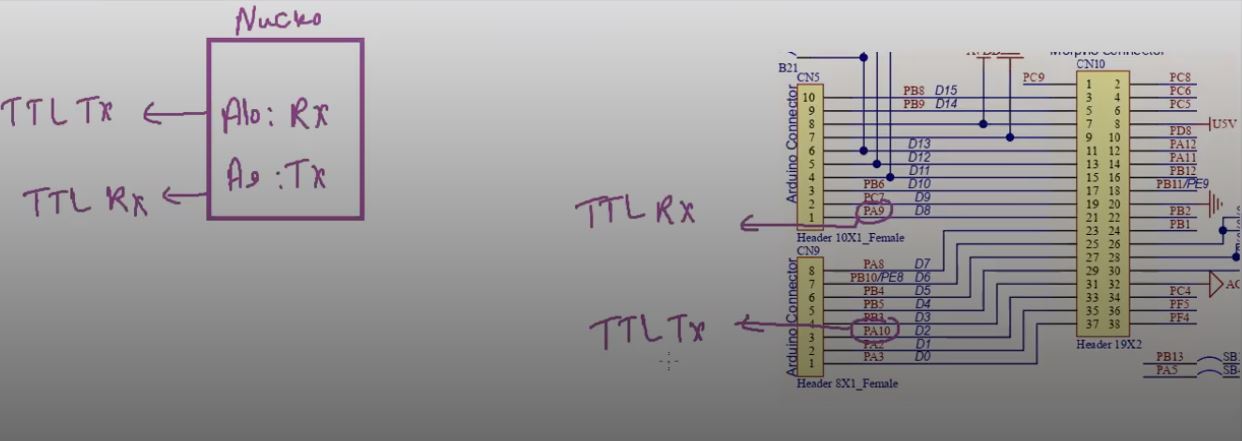 Nucleo
TTL Tx
A10: Rx
TTL Rx
A9: Tx
TTL RX
TTL Tx
B21
CN5
Arduino Connector
10 PB8 D15
9 PB9 D14
8
7
6 D13
5 D12
4 D11
3 PB6 D10
2 PC7 D9
1 PA9 D8
Header 10X1_Female
CN9
Arduino Connector
8 PA8 D7
7 PB10/PE8 D6
6 PB4 D5
5 PB5 D4
4 PB3 D3
3 PA10 D2
2 PA2 D1
1 PA3 D0
Header 8X1_Female
Morpho Connector
CN10
PC9 1 2 PC8
3 4 PC6
5 6 PC5
7 8 U5V
9 10 PD8
11 12 PA12
13 14 PA11
15 16 PB12
17 18 PB11/PE9
19 20
21 22 PB2
23 24 PB1
25 26
27 28
29 30
31 32
33 34 PC4
35 36 PF5
37 38 PF4
Header 19X2
PB13
PA5